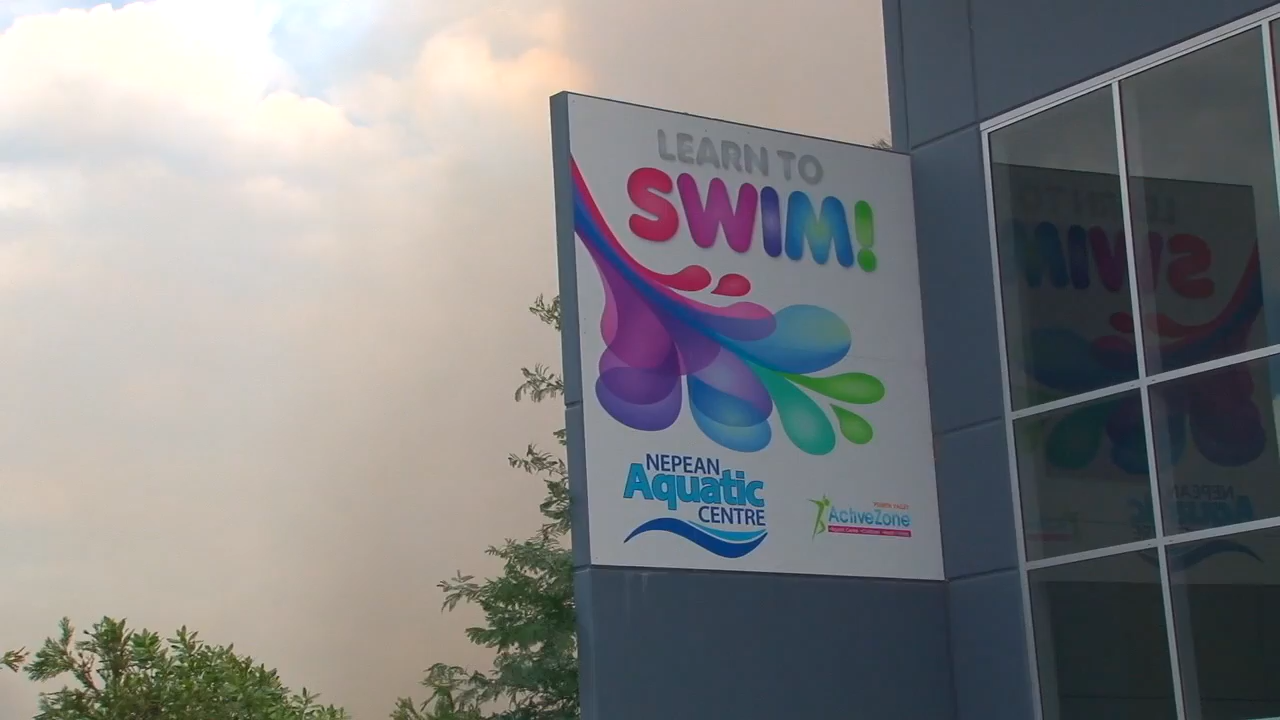 LEARN TO
SWIM!
NEPEAN
Aquatic
CENTRE
ActiveZone